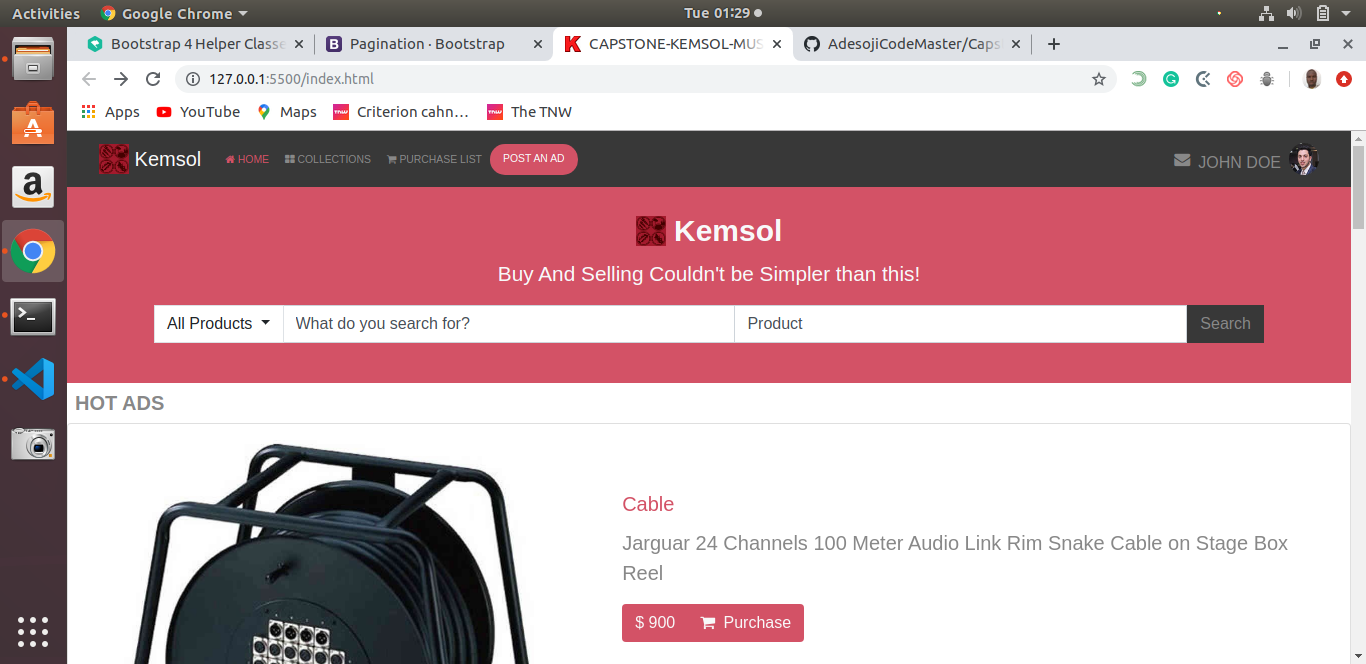 Activities Google Chrome Tue 01:29
Bootstrap 4 Helper Classe Pagination · Bootstrap CAPSTONE-KEMSOL-MUS AdesojiCodeMaster/Caps
127.0.0.1:5500/index.html
Apps YouTube Maps Criterion cahn… The TNW
Kemsol HOME COLLECTIONS PURCHASE LIST POST AN AD JOHN DOE
Kemsol
Buy And Selling Couldn't be Simpler than this!
All Products What do you search for? Product Search
HOT ADS
Cable
Jarguar 24 Channels 100 Meter Audio Link Rim Snake Cable on Stage Box
Reel
$ 900 Purchase